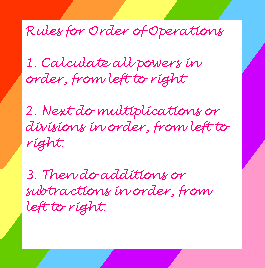 Rules for Order of Operations
1. Calculate all powers in
order, from left to right
2. Next do multiplications or
divisions in order, from left to
right.
3. Then do additions or
subtractions in order, from
left to right.